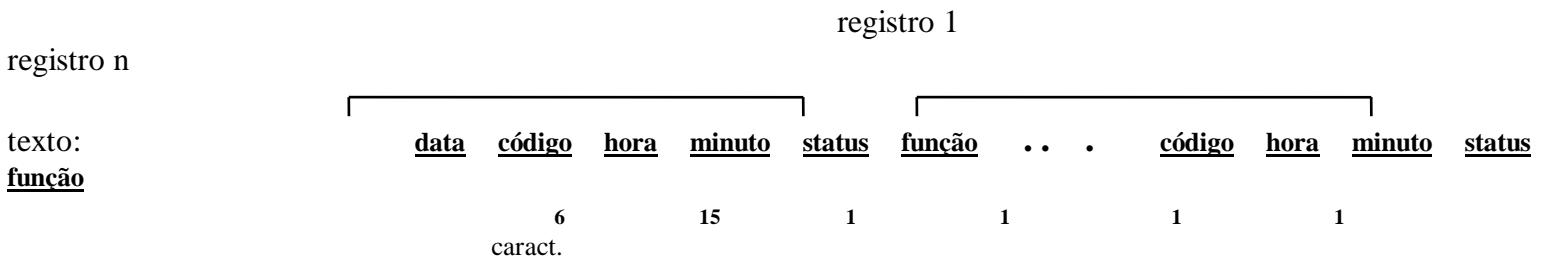 registro 1
registro n
texto: data código hora minuto status função . . . código hora minuto status
função
6 15 1 1 1 1
caract.